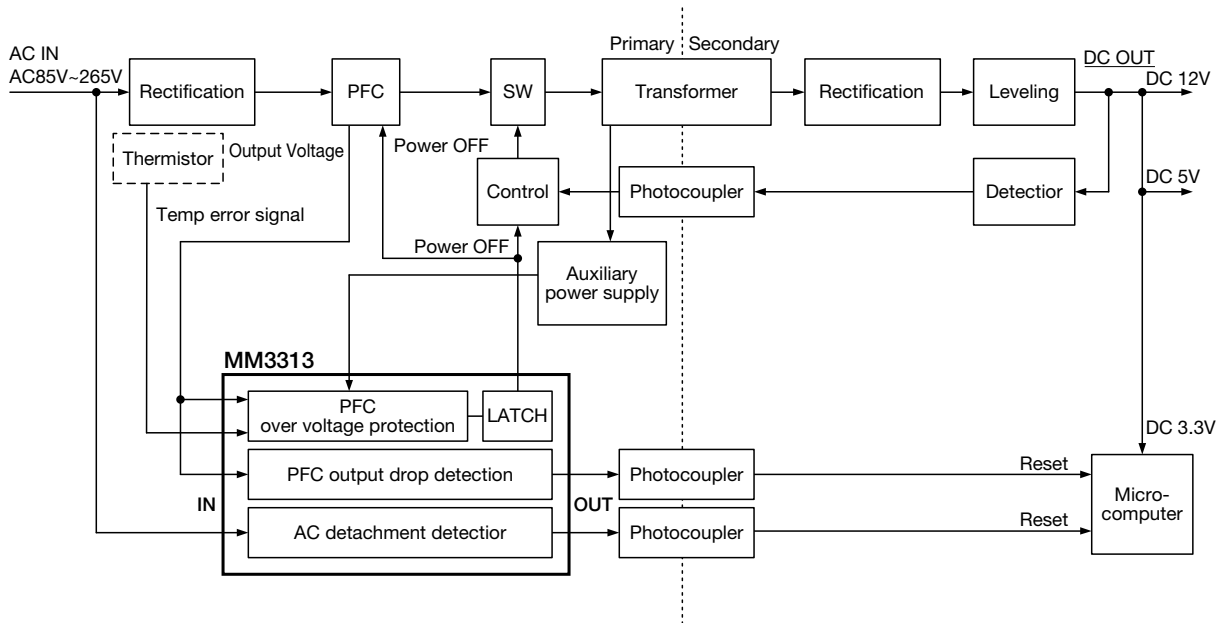 Primary
Secondary
AC IN
AC85V~265V
Rectification
PFC
SW
Transformer
Rectification
Leveling
DC OUT
DC 12V
Thermistor
Output Voltage
Power OFF
Control
Photocoupler
Detectior
DC 5V
Temp error signal
Power OFF
Auxiliary
power supply
MM3313
PFC
over voltage protection
LATCH
DC 3.3V
PFC output drop detection
Photocoupler
Reset
IN
OUT
Micro-
computer
AC detachment detectior
Photocoupler
Reset